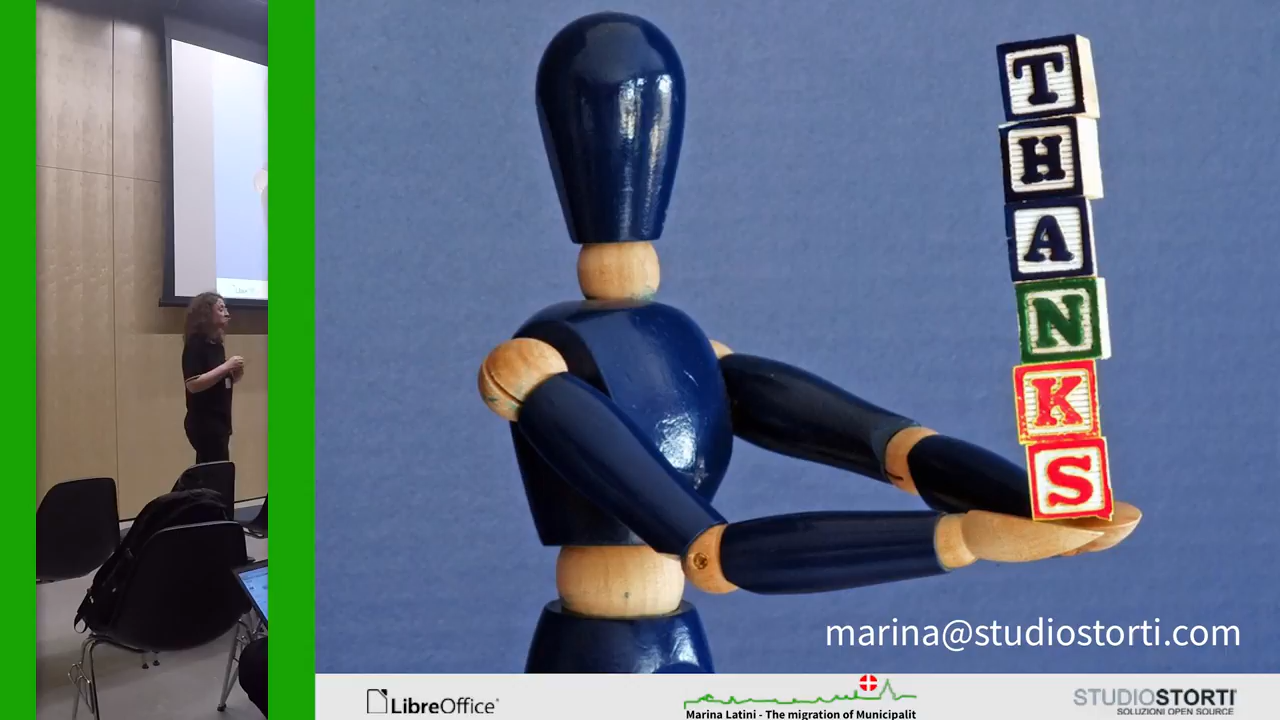 T
H
A
N
K
S
marina@studiostorti.com
LibreOffice®
Marina Latini - The migration of Municipalit
STUDIOSTORTI
SOLUZIONI OPEN SOURCE